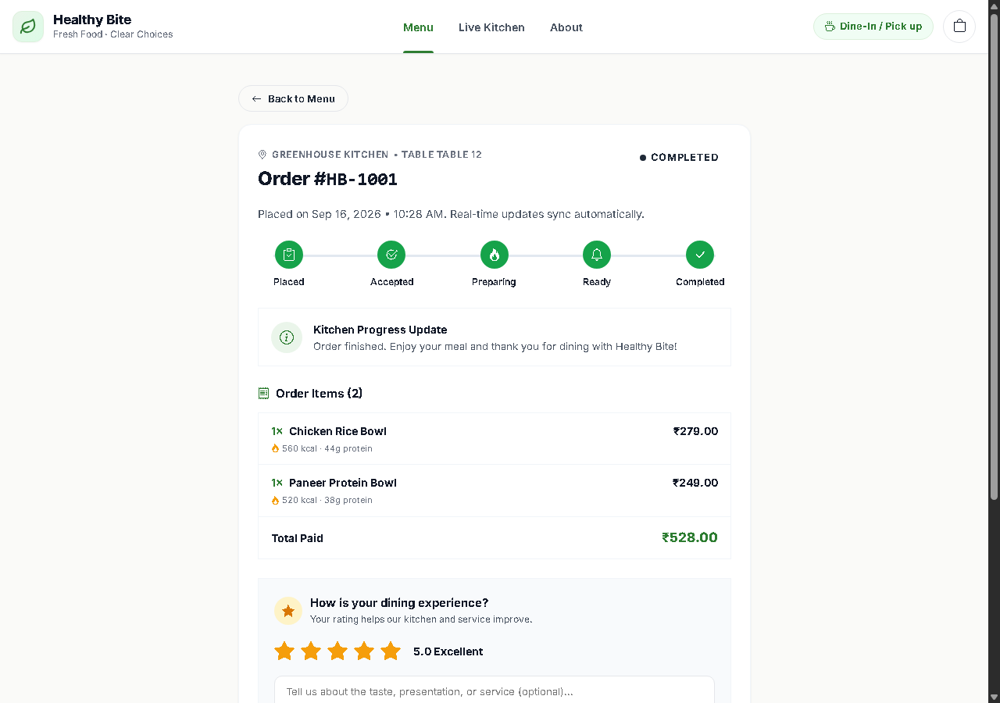 Healthy Bite
Fresh Food · Clear Choices
Menu
Live Kitchen
About
Dine-In / Pick up
Back to Menu
GREENHOUSE KITCHEN • TABLE TABLE 12
COMPLETED
Order #HB-1001
Placed on Sep 16, 2026 • 10:28 AM. Real-time updates sync automatically.
Placed
Accepted
Preparing
Ready
Completed
Kitchen Progress Update
Order finished. Enjoy your meal and thank you for dining with Healthy Bite!
Order Items (2)
1× Chicken Rice Bowl ₹279.00
560 kcal · 44g protein
1× Paneer Protein Bowl ₹249.00
520 kcal · 38g protein
Total Paid ₹528.00
How is your dining experience?
Your rating helps our kitchen and service improve.
5.0 Excellent
Tell us about the taste, presentation, or service (optional)...